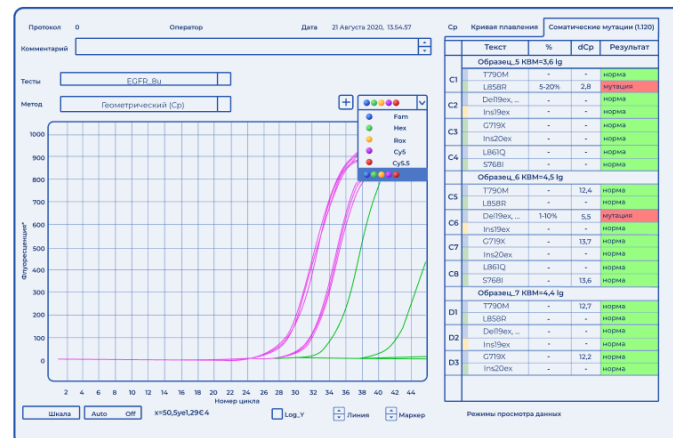 Протокол 0 Оператор Дата 21 Августа 2020, 13.54.57
Комментарий
Тесты EGFR_8u
Метод Геометрический (Cp)
Fam
Hex
Rox
Cy5
Cy5.5
Флуоресценция*
1000
900
800
700
600
500
400
300
200
100
0
2 4 6 8 10 12 14 16 18 20 22 24 26 28 30 32 34 36 38 40 42 44
Номер цикла
Шкала Auto Off x=50,5ye1,29E4 Log_Y Линия Маркер
Cp Кривая плавления Соматические мутации (1.120)
Текст % dCp Результат
Образец_5 КВМ=3,6 lg
C1 T790M - - норма
L858R 5-20% 2,8 мутация
C2 Del19ex, ... - - норма
Ins19ex - - норма
C3 G719X - - норма
Ins20ex - - норма
C4 L861Q - - норма
S768I - - норма
Образец_6 КВМ=4,5 lg
C5 T790M - 12,4 норма
L858R - - норма
C6 Del19ex, ... 1-10% 5,5 мутация
Ins19ex - - норма
C7 G719X - 13,7 норма
Ins20ex - - норма
C8 L861Q - - норма
S768I - 13,6 норма
Образец_7 КВМ=4,4 lg
D1 T790M - 12,7 норма
L858R - - норма
D2 Del19ex, ... - - норма
Ins19ex - - норма
D3 G719X - 12,2 норма
Ins20ex - - норма
Режимы просмотра данных